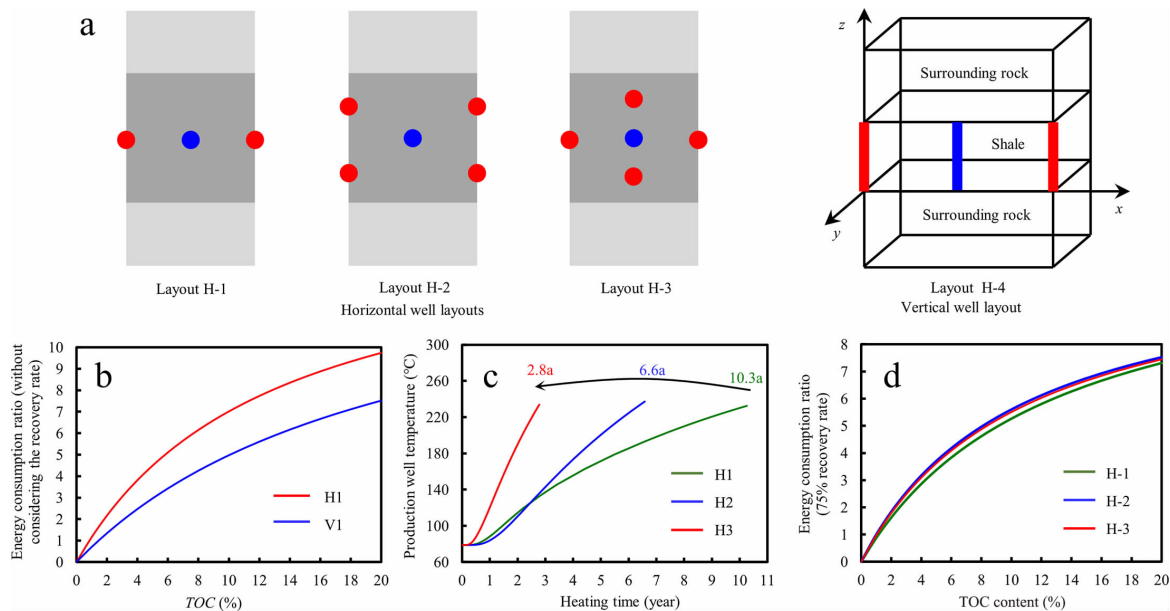 a
Layout H-1
Layout H-2
Layout H-3
Horizontal well layouts
z
Surrounding rock
Shale
Surrounding rock
x
y
Layout H-4
Vertical well layout
b
Energy consumption ratio (without
considering the recovery rate)
10
9
8
7
6
5
4
3
2
1
0
0 2 4 6 8 10 12 14 16 18 20
TOC (%)
H1
V1
c
Production well temperature (°C)
300
260
220
180
140
100
60
0 1 2 3 4 5 6 7 8 9 10 11
Heating time (year)
2.8a
6.6a
10.3a
H1
H2
H3
d
Energy consumption ratio
(75% recovery rate)
8
7
6
5
4
3
2
1
0
0 2 4 6 8 10 12 14 16 18 20
TOC content (%)
H-1
H-2
H-3